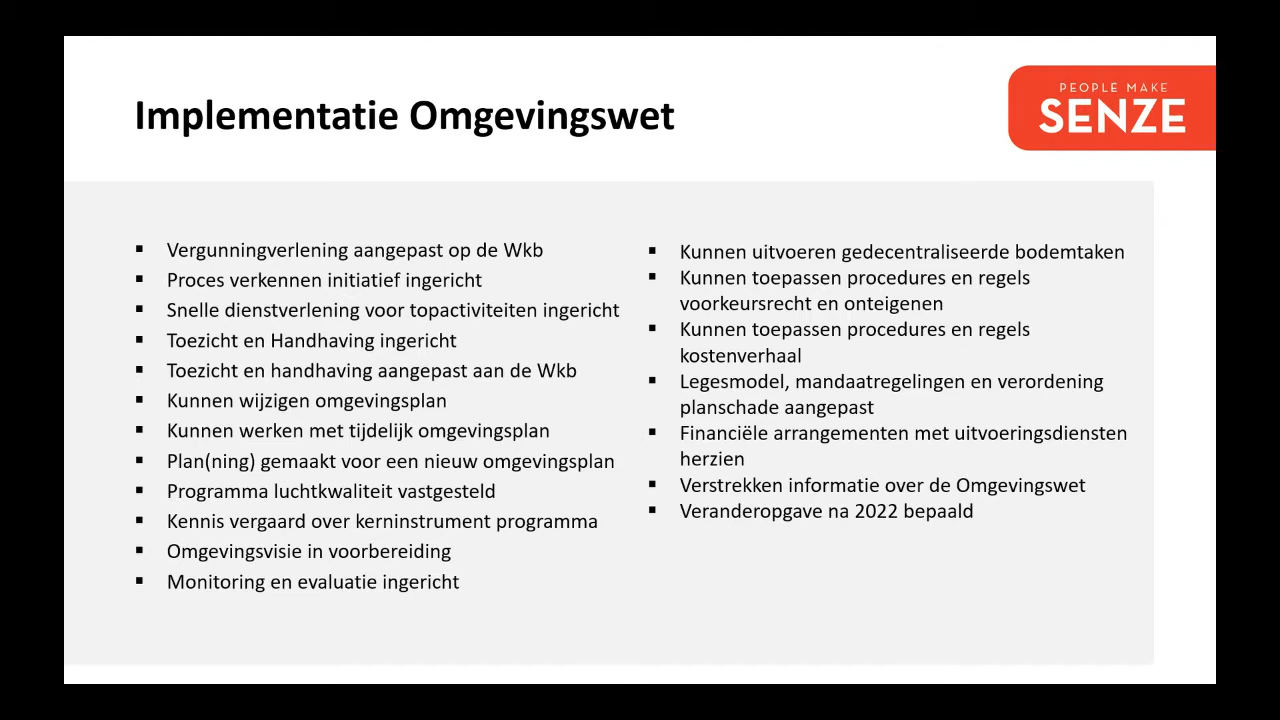 Implementatie Omgevingswet
PEOPLE MAKE
SENZE
▪ Vergunningverlening aangepast op de Wkb
▪ Proces verkennen initiatief ingericht
▪ Snelle dienstverlening voor topactiviteiten ingericht
▪ Toezicht en Handhaving ingericht
▪ Toezicht en handhaving aangepast aan de Wkb
▪ Kunnen wijzigen omgevingsplan
▪ Kunnen werken met tijdelijk omgevingsplan
▪ Plan(ning) gemaakt voor een nieuw omgevingsplan
▪ Programma luchtkwaliteit vastgesteld
▪ Kennis vergaard over kerninstrument programma
▪ Omgevingsvisie in voorbereiding
▪ Monitoring en evaluatie ingericht
▪ Kunnen uitvoeren gedecentraliseerde bodemtaken
▪ Kunnen toepassen procedures en regels
voorkeursrecht en onteigenen
▪ Kunnen toepassen procedures en regels
kostenverhaal
▪ Legesmodel, mandaatregelingen en verordening
planschade aangepast
▪ Financiële arrangementen met uitvoeringsdiensten
herzien
▪ Verstrekken informatie over de Omgevingswet
▪ Veranderopgave na 2022 bepaald